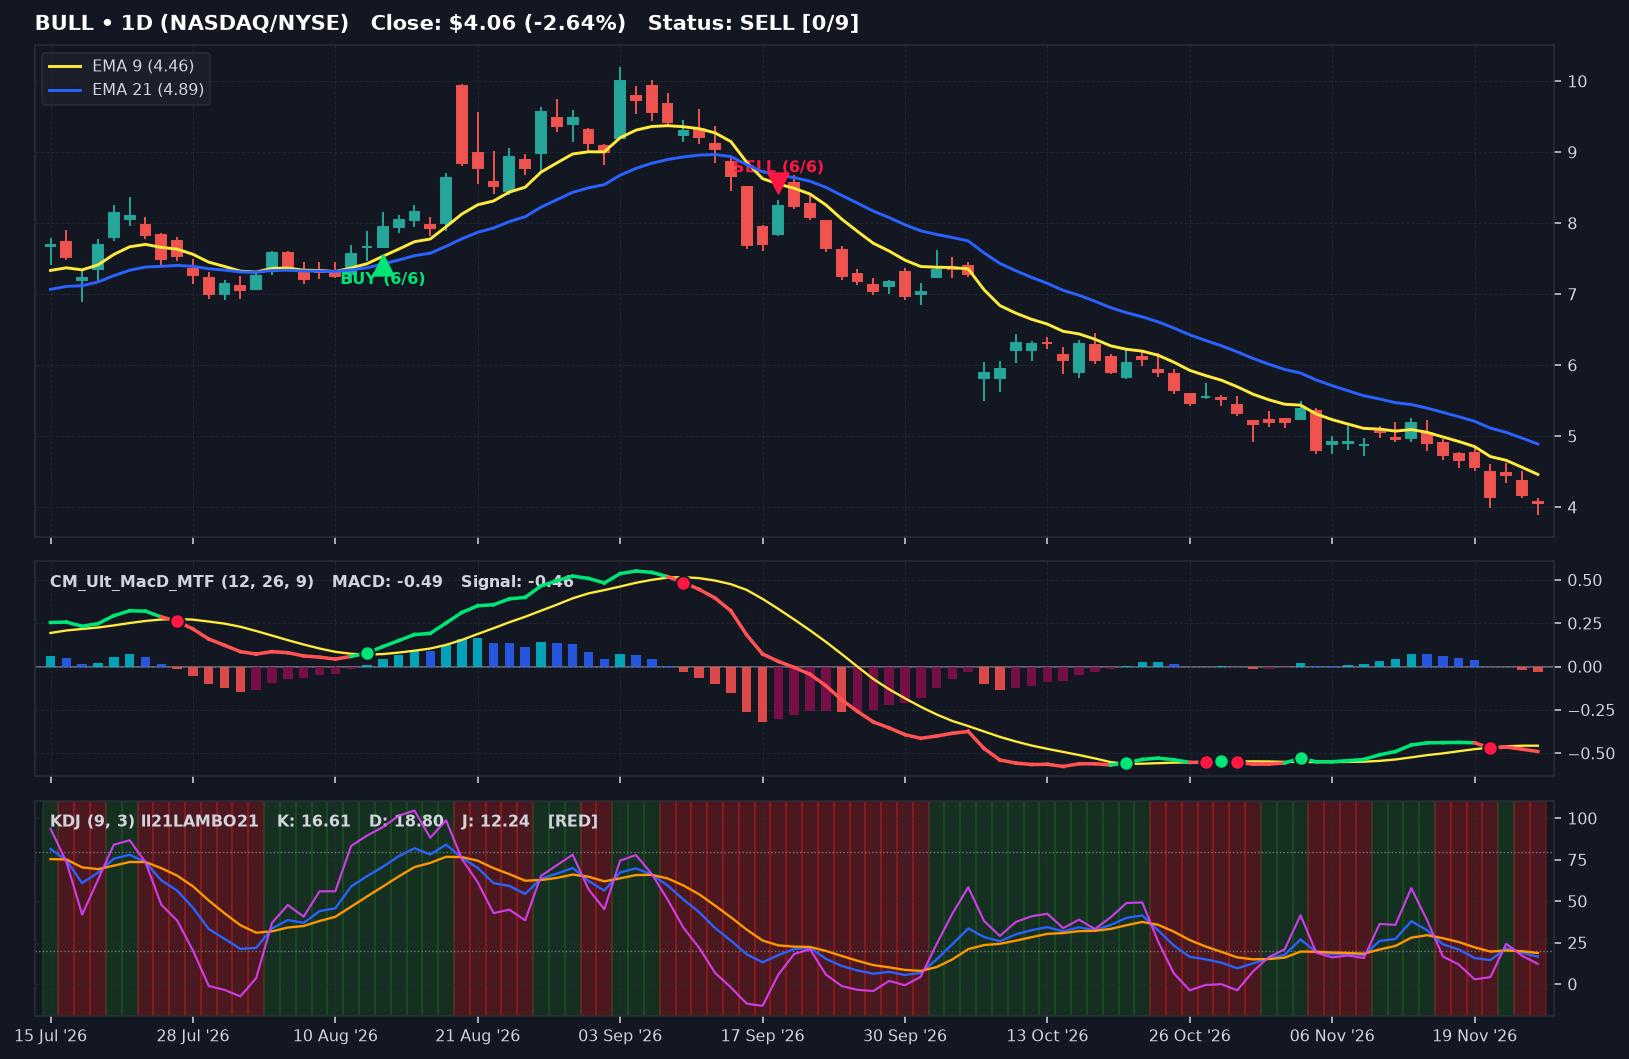 BULL • 1D (NASDAQ/NYSE)   Close: $4.06 (-2.64%)   Status: SELL [0/9]
EMA 9 (4.46)
EMA 21 (4.89)
10
9
8
7
6
5
4
SELL (6/6)
BUY (6/6)
CM_Ult_MacD_MTF (12, 26, 9)   MACD: -0.49   Signal: -0.46
0.50
0.25
0.00
−0.25
−0.50
KDJ (9, 3) II21LAMBO21   K: 16.61   D: 18.80   J: 12.24   [RED]
100
75
50
25
0
15 Jul '26
28 Jul '26
10 Aug '26
21 Aug '26
03 Sep '26
17 Sep '26
30 Sep '26
13 Oct '26
26 Oct '26
06 Nov '26
19 Nov '26